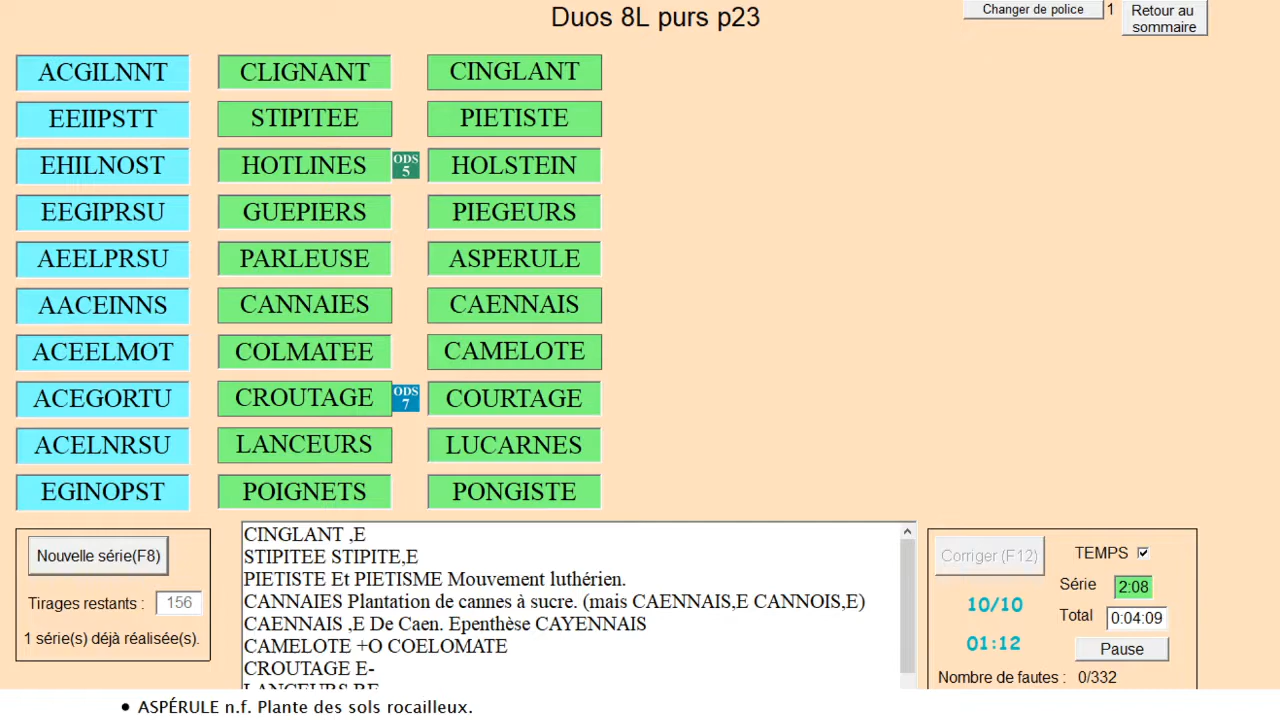 Duos 8L purs p23
Changer de police 1
Retour au
sommaire
ACGILNNT CLIGNANT CINGLANT
EEIIPSTT STIPITEE PIETISTE
EHILNOST HOTLINES ODS 5 HOLSTEIN
EEGIPRSU GUEPIERS PIEGEURS
AEELPRSU PARLEUSE ASPERULE
AACEINNS CANNAIES CAENNAIS
ACEELMOT COLMATEE CAMELOTE
ACEGORTU CROUTAGE ODS 7 COURTAGE
ACELNRSU LANCEURS LUCARNES
EGINOPST POIGNETS PONGISTE
Nouvelle série(F8)
Tirages restants : 156
1 série(s) déjà réalisée(s).
CINGLANT ,E
STIPITEE STIPITE,E
PIETISTE Et PIETISME Mouvement luthérien.
CANNAIES Plantation de cannes à sucre. (mais CAENNAIS,E CANNOIS,E)
CAENNAIS ,E De Caen. Epenthèse CAYENNAIS
CAMELOTE +O COELOMATE
CROUTAGE E-
LANCEURS RE
Corriger (F12)
TEMPS
10/10
Série 2:08
01:12
Total 0:04:09
Pause
Nombre de fautes : 0/332
• ASPÉRULE n.f. Plante des sols rocailleux.